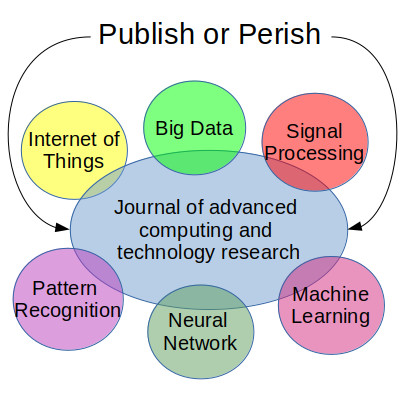 Publish or Perish
Internet of
Things
Big Data
Signal
Processing
Journal of advanced
computing and
technology research
Pattern
Recognition
Neural
Network
Machine
Learning